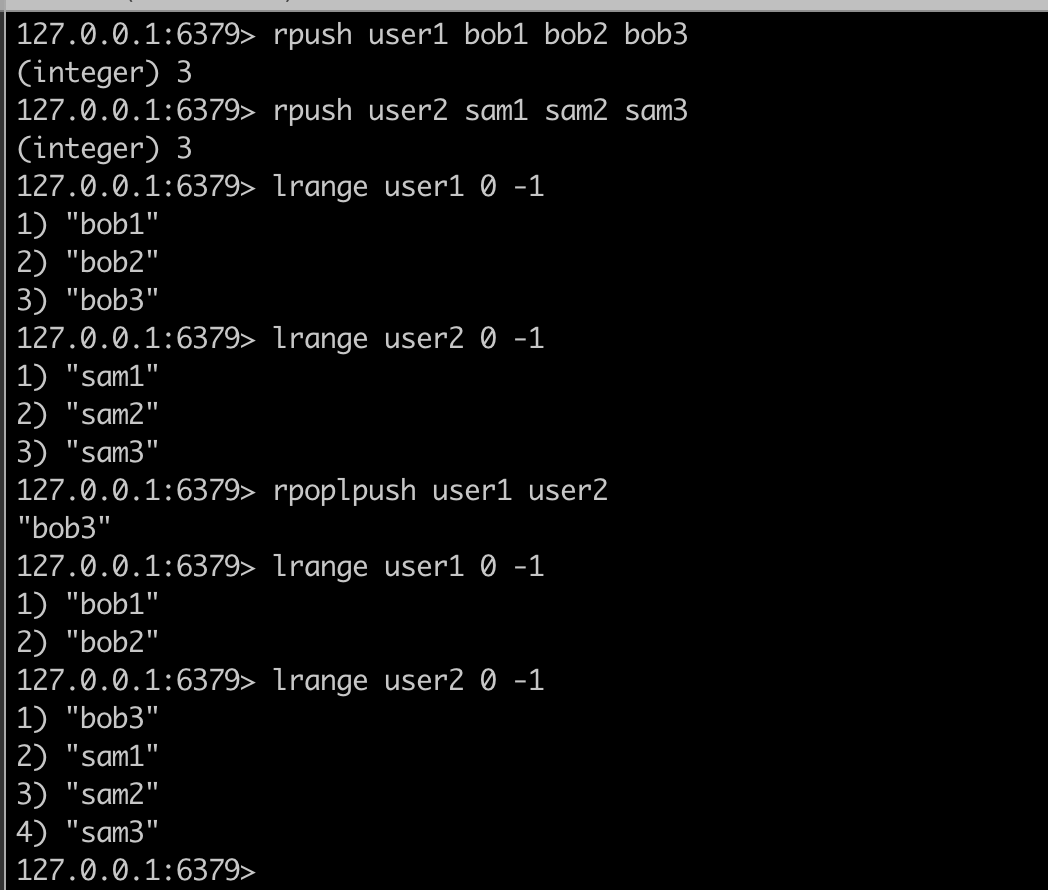 127.0.0.1:6379> rpush user1 bob1 bob2 bob3
(integer) 3
127.0.0.1:6379> rpush user2 sam1 sam2 sam3
(integer) 3
127.0.0.1:6379> lrange user1 0 -1
1) "bob1"
2) "bob2"
3) "bob3"
127.0.0.1:6379> lrange user2 0 -1
1) "sam1"
2) "sam2"
3) "sam3"
127.0.0.1:6379> rpoplpush user1 user2
"bob3"
127.0.0.1:6379> lrange user1 0 -1
1) "bob1"
2) "bob2"
127.0.0.1:6379> lrange user2 0 -1
1) "bob3"
2) "sam1"
3) "sam2"
4) "sam3"
127.0.0.1:6379>